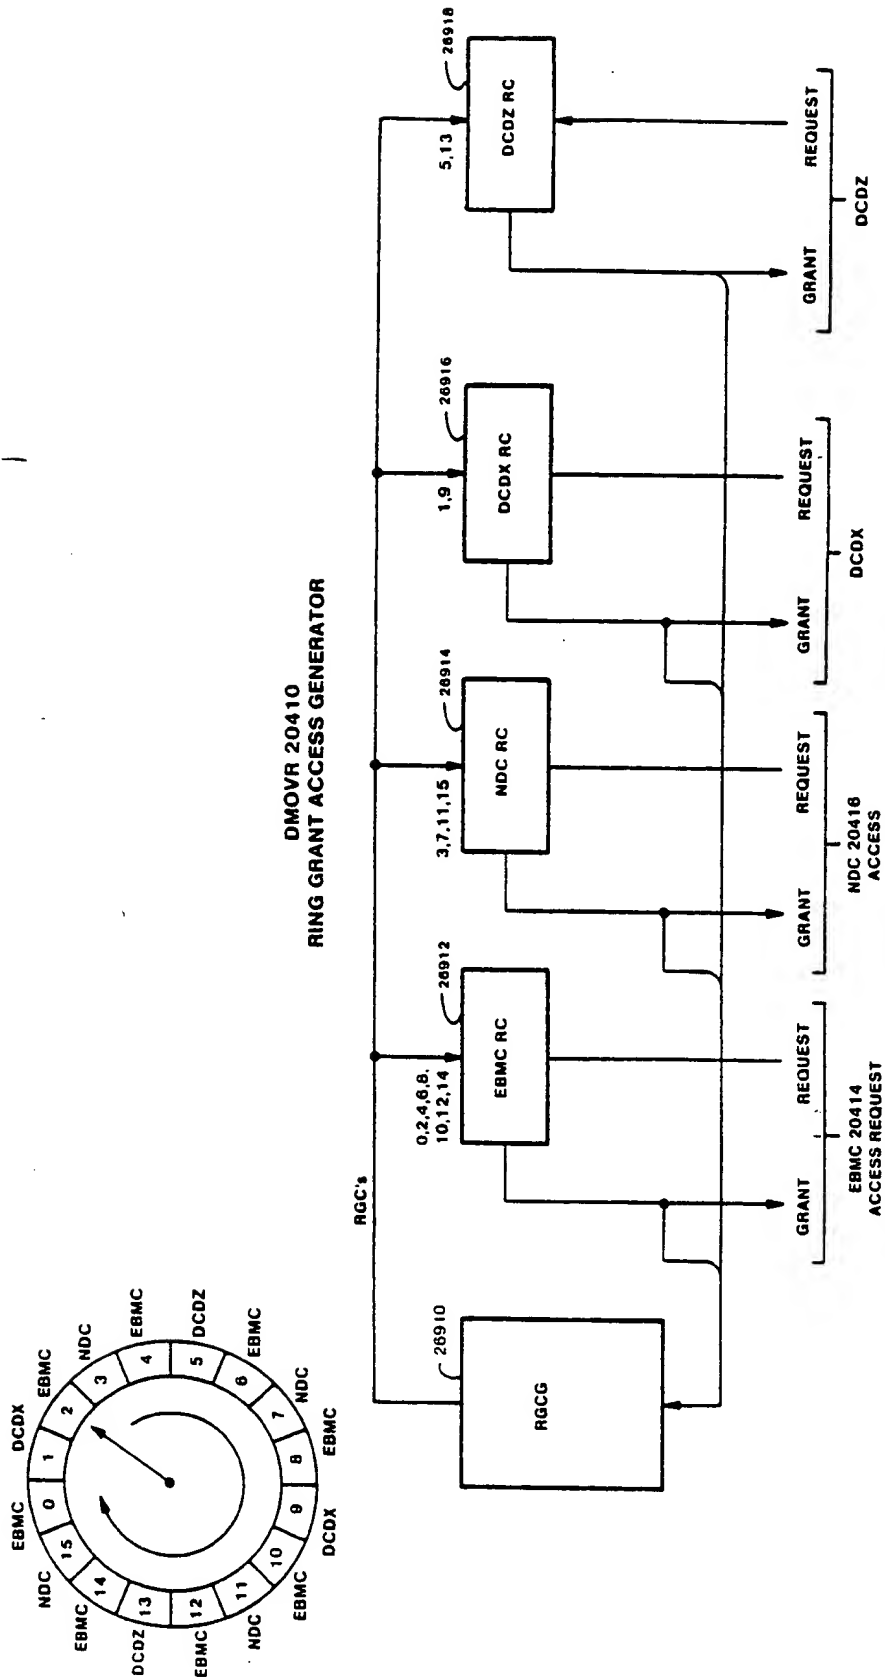 DMOVR 20410
RING GRANT ACCESS GENERATOR
EBMC
DCDX
EBMC
NDC
EBMC
DCDZ
EBMC
NDC
EBMC
DCDX
EBMC
NDC
EBMC
DCDZ
EBMC
NDC
0
1
2
3
4
5
6
7
8
9
10
11
12
13
14
15
RGC's
26910
RGCG
0,2,4,6,8,
10,12,14
26912
EBMC RC
3,7,11,15
26914
NDC RC
1,9
26916
DCDX RC
5,13
26918
DCDZ RC
GRANT
REQUEST
EBMC 20414
ACCESS REQUEST
GRANT
REQUEST
NDC 20416
ACCESS
GRANT
REQUEST
DCDX
GRANT
REQUEST
DCDZ